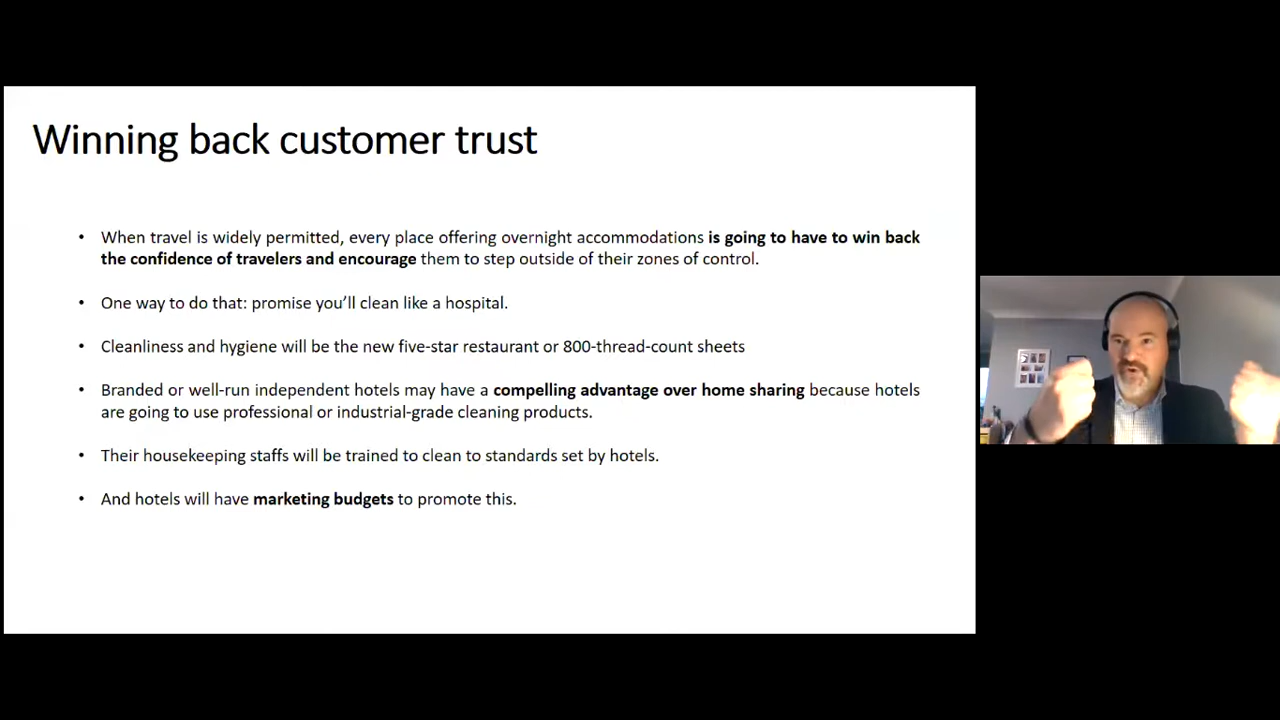 Winning back customer trust
• When travel is widely permitted, every place offering overnight accommodations is going to have to win back
the confidence of travelers and encourage them to step outside of their zones of control.
• One way to do that: promise you’ll clean like a hospital.
• Cleanliness and hygiene will be the new five-star restaurant or 800-thread-count sheets
• Branded or well-run independent hotels may have a compelling advantage over home sharing because hotels
are going to use professional or industrial-grade cleaning products.
• Their housekeeping staffs will be trained to clean to standards set by hotels.
• And hotels will have marketing budgets to promote this.